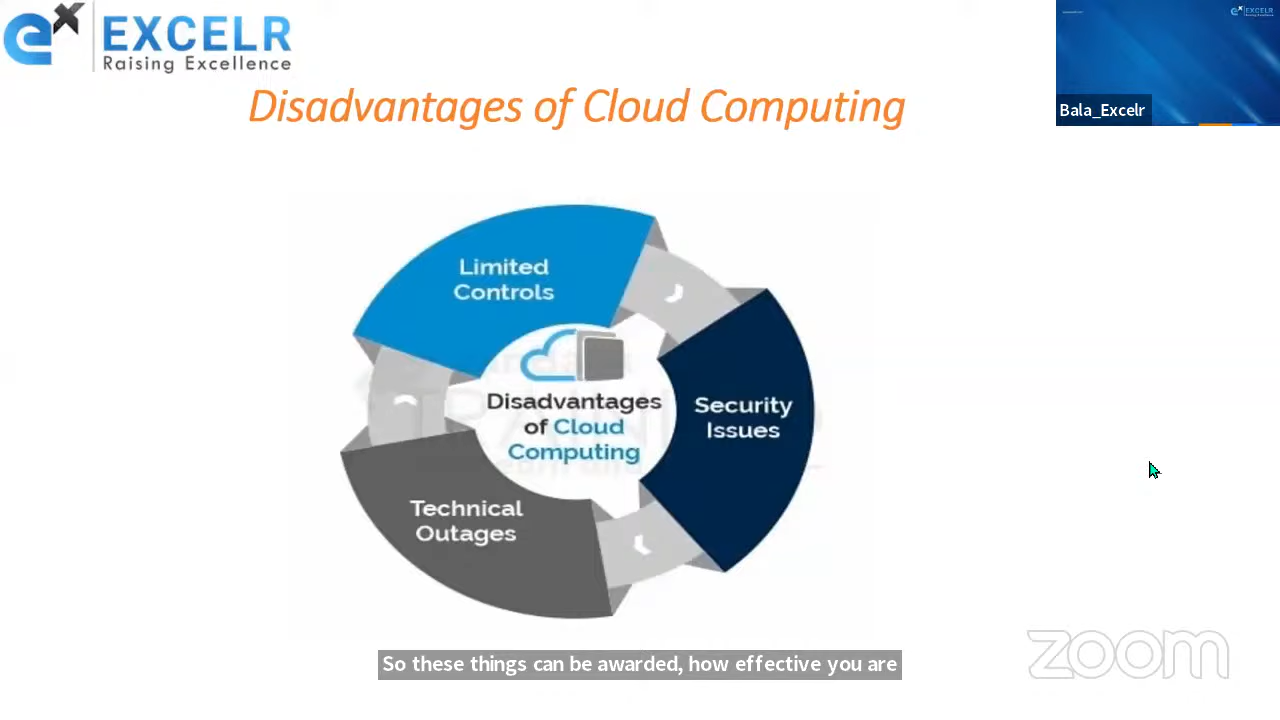 EXCELR
Raising Excellence
Disadvantages of Cloud Computing
Bala_Excelr
Limited
Controls
Disadvantages
of Cloud
Computing
Security
Issues
Technical
Outages
So these things can be awarded, how effective you are
zoom